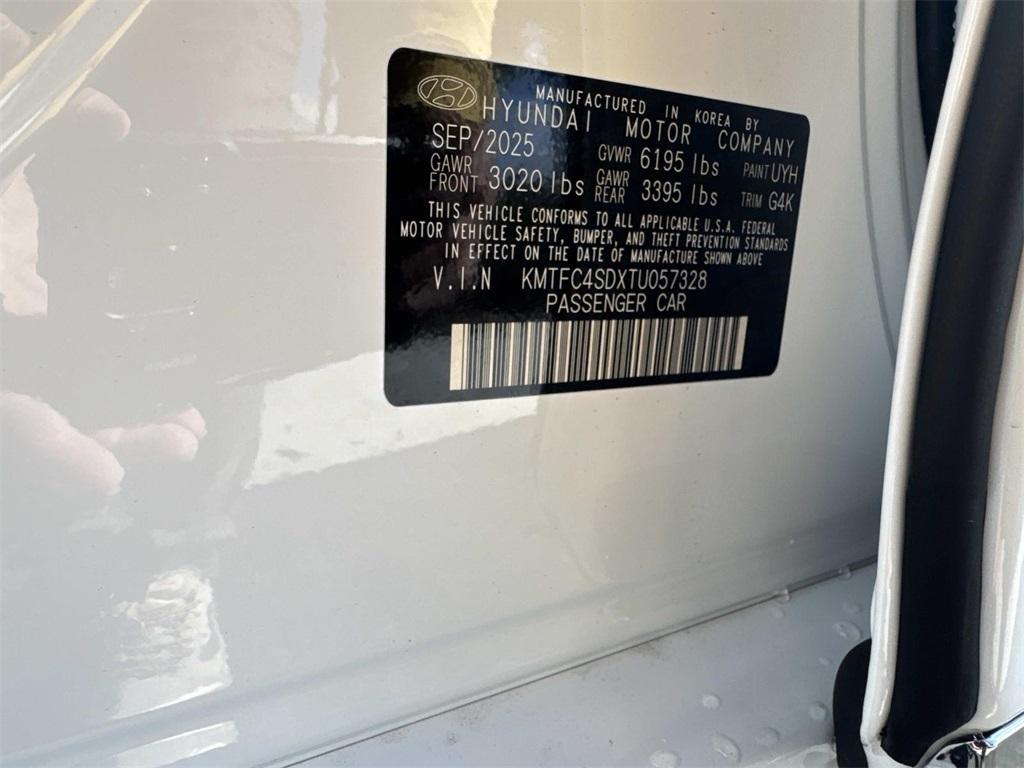 MANUFACTURED IN KOREA BY
HYUNDAI MOTOR COMPANY
SEP/2025 GVWR 6195 lbs PAINT UYH
GAWR FRONT 3020 lbs GAWR REAR 3395 lbs TRIM G4K
THIS VEHICLE CONFORMS TO ALL APPLICABLE U.S.A. FEDERAL
MOTOR VEHICLE SAFETY, BUMPER, AND THEFT PREVENTION STANDARDS
IN EFFECT ON THE DATE OF MANUFACTURE SHOWN ABOVE
V.I.N KMTFC4SDXTU057328
PASSENGER CAR